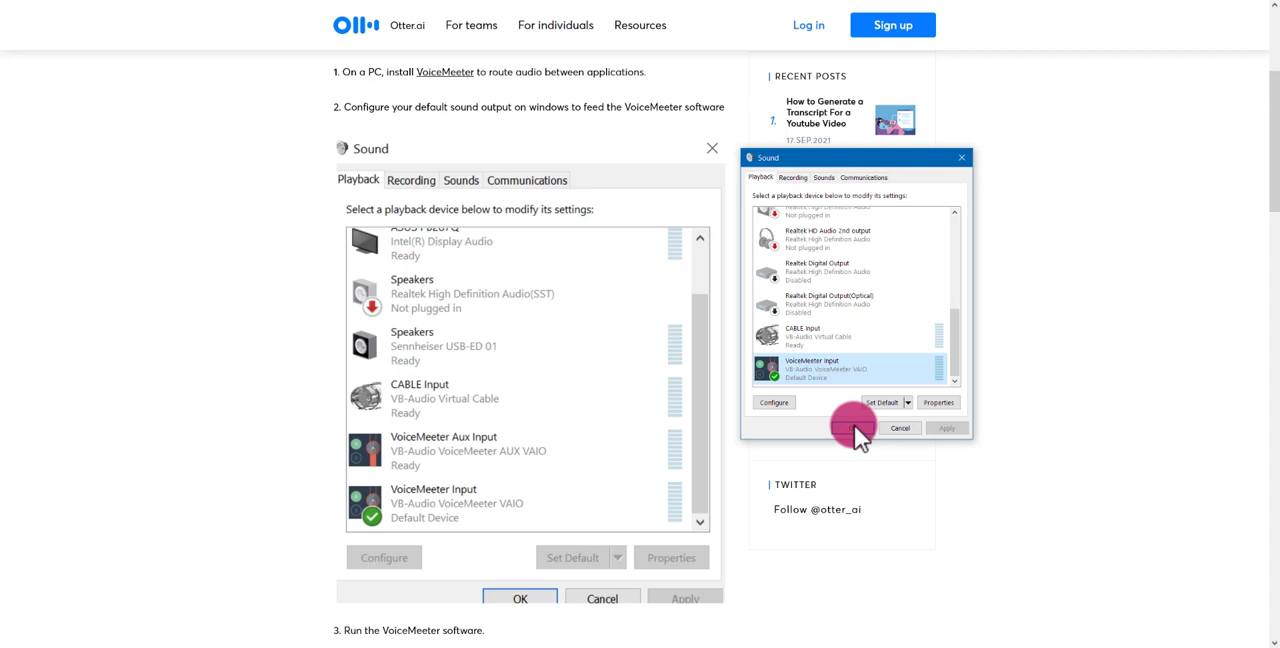 Otter.ai For teams For individuals Resources Log in Sign up
1. On a PC, install VoiceMeeter to route audio between applications.
2. Configure your default sound output on windows to feed the VoiceMeeter software
Sound
Playback Recording Sounds Communications
Select a playback device below to modify its settings:
Intel(R) Display Audio
Ready
Speakers
Realtek High Definition Audio(SST)
Not plugged in
Speakers
Sennheiser USB-ED 01
Ready
CABLE Input
VB-Audio Virtual Cable
Ready
VoiceMeeter Aux Input
VB-Audio VoiceMeeter AUX VAIO
Ready
VoiceMeeter Input
VB-Audio VoiceMeeter VAIO
Default Device
Configure Set Default Properties
OK Cancel Apply
3. Run the VoiceMeeter software.
RECENT POSTS
1.
How to Generate a
Transcript For a
Youtube Video
17.SEP.2021
Sound
Playback Recording Sounds Communications
Select a playback device below to modify its settings:
Realtek High Definition Audio
Not plugged in
Realtek HD Audio 2nd output
Realtek High Definition Audio
Not plugged in
Realtek Digital Output
Realtek High Definition Audio
Disabled
Realtek Digital Output(Optical)
Realtek High Definition Audio
Disabled
CABLE Input
VB-Audio Virtual Cable
Ready
VoiceMeeter Input
VB-Audio VoiceMeeter VAIO
Default Device
Configure Set Default Properties
Cancel Apply
TWITTER
Follow @otter_ai